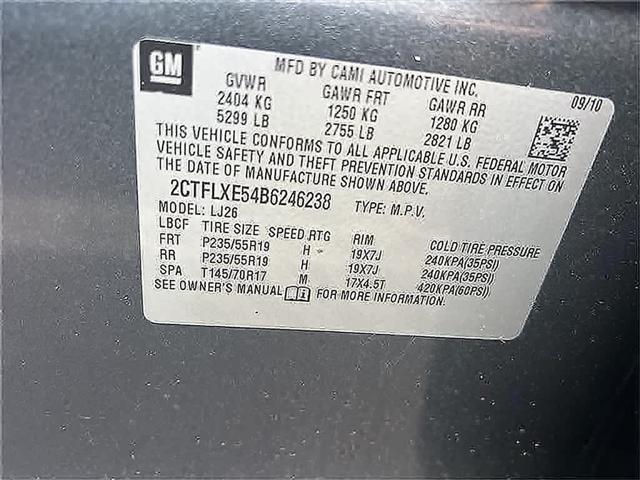 GM
MFD BY CAMI AUTOMOTIVE INC.
GVWR GAWR FRT GAWR RR 09/10
2404 KG 1250 KG 1280 KG
5299 LB 2755 LB 2821 LB
THIS VEHICLE CONFORMS TO ALL APPLICABLE U.S. FEDERAL MOTOR
VEHICLE SAFETY AND THEFT PREVENTION STANDARDS IN EFFECT ON
THE DATE OF MANUFACTURE SHOWN ABOVE.
2CTFLXE54B6246238 TYPE: M.P.V.
MODEL: LJ26
LBCF TIRE SIZE SPEED RTG RIM COLD TIRE PRESSURE
FRT P235/55R19 H 19X7J 240KPA(35PSI)
RR P235/55R19 H 19X7J 240KPA(35PSI)
SPA T145/70R17 M 17X4.5T 420KPA(60PSI)
SEE OWNER'S MANUAL FOR MORE INFORMATION.